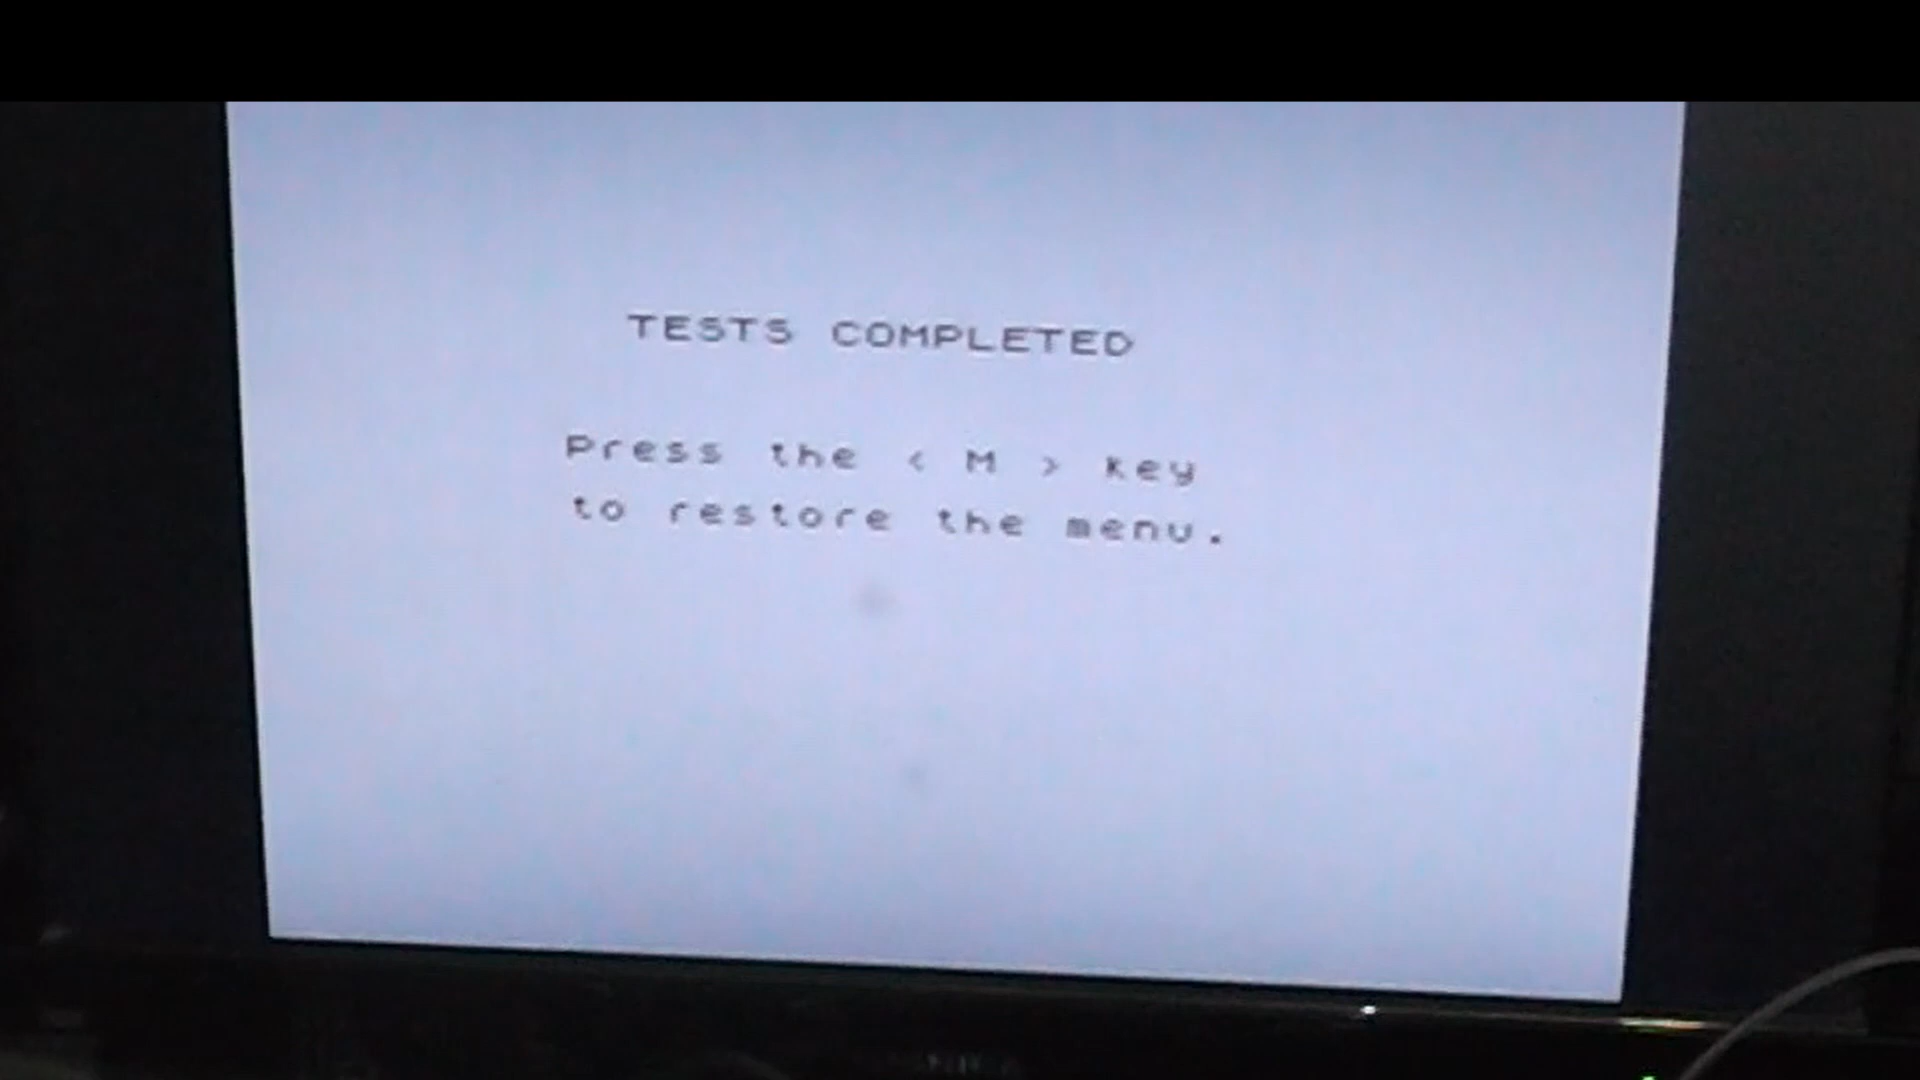 TESTS COMPLETED
Press the < M > key
to restore the menu.